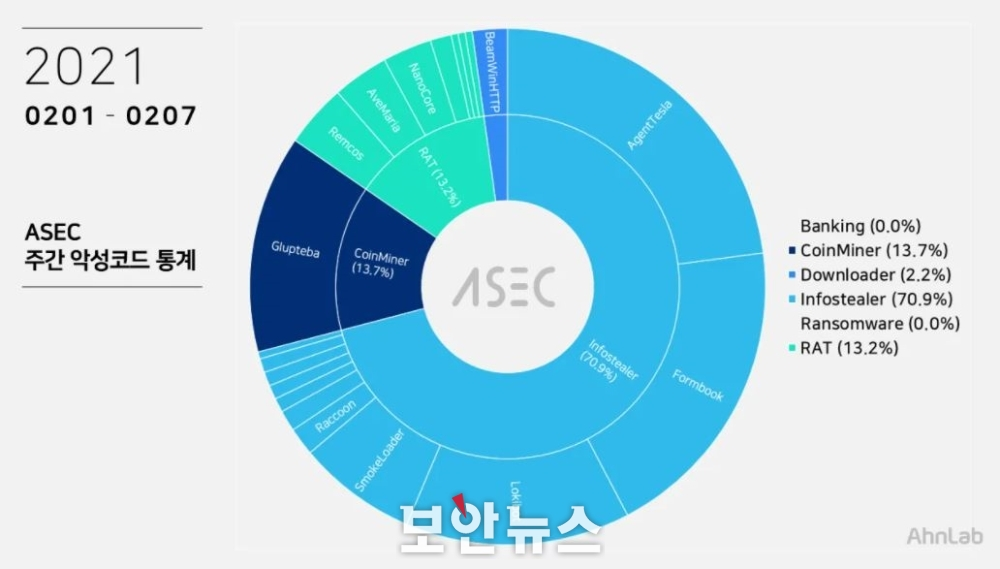 2021
0201 - 0207
ASEC
주간 악성코드 통계
BeamWinHTTP
NanoCore
AveMaria
Remcos
RAT (13.2%)
AgentTesla
Glupteba
CoinMiner
(13.7%)
ASEC
Infostealer
(70.9%)
Formbook
Raccoon
SmokeLoader
Banking (0.0%)
CoinMiner (13.7%)
Downloader (2.2%)
Infostealer (70.9%)
Ransomware (0.0%)
RAT (13.2%)
보안뉴스
AhnLab